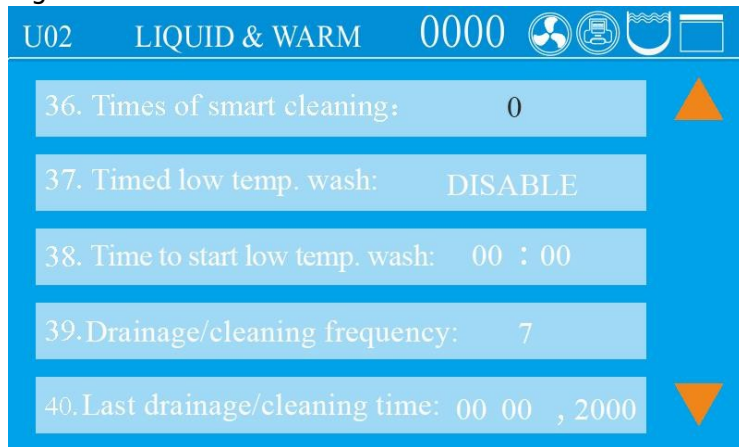 U02 LIQUID & WARM 0000
36. Times of smart cleaning: 0
37. Timed low temp. wash: DISABLE
38. Time to start low temp. wash: 00 : 00
39.Drainage/cleaning frequency: 7
40.Last drainage/cleaning time: 00 00 , 2000